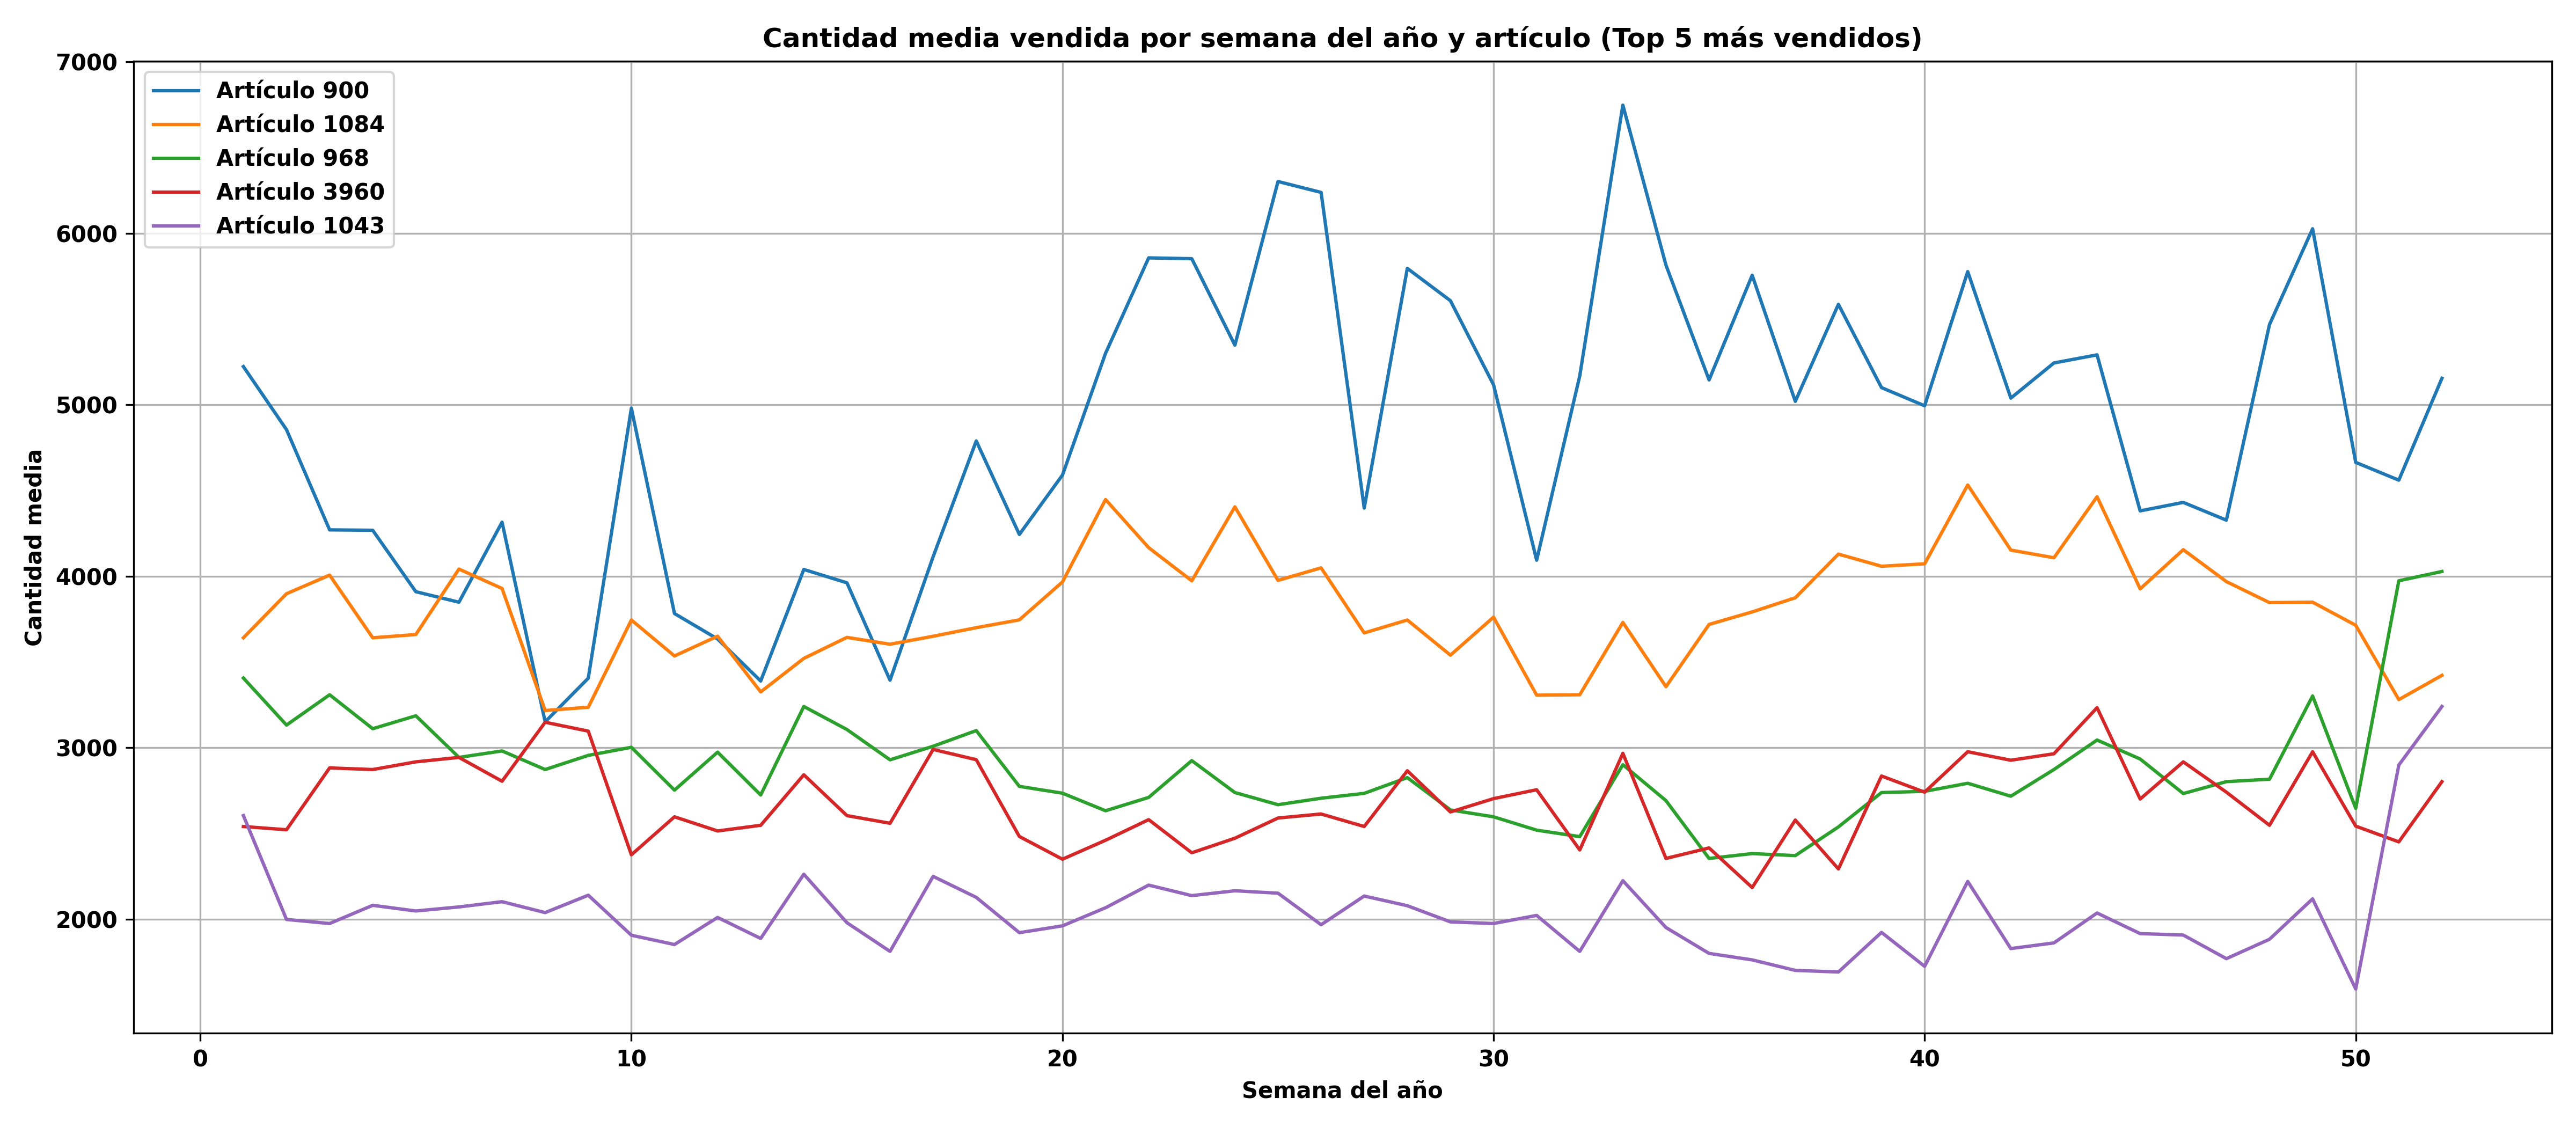 Cantidad media vendida por semana del año y artículo (Top 5 más vendidos)
7000
6000
5000
4000
3000
2000
Cantidad media
Artículo 900
Artículo 1084
Artículo 968
Artículo 3960
Artículo 1043
0 10 20 30 40 50
Semana del año